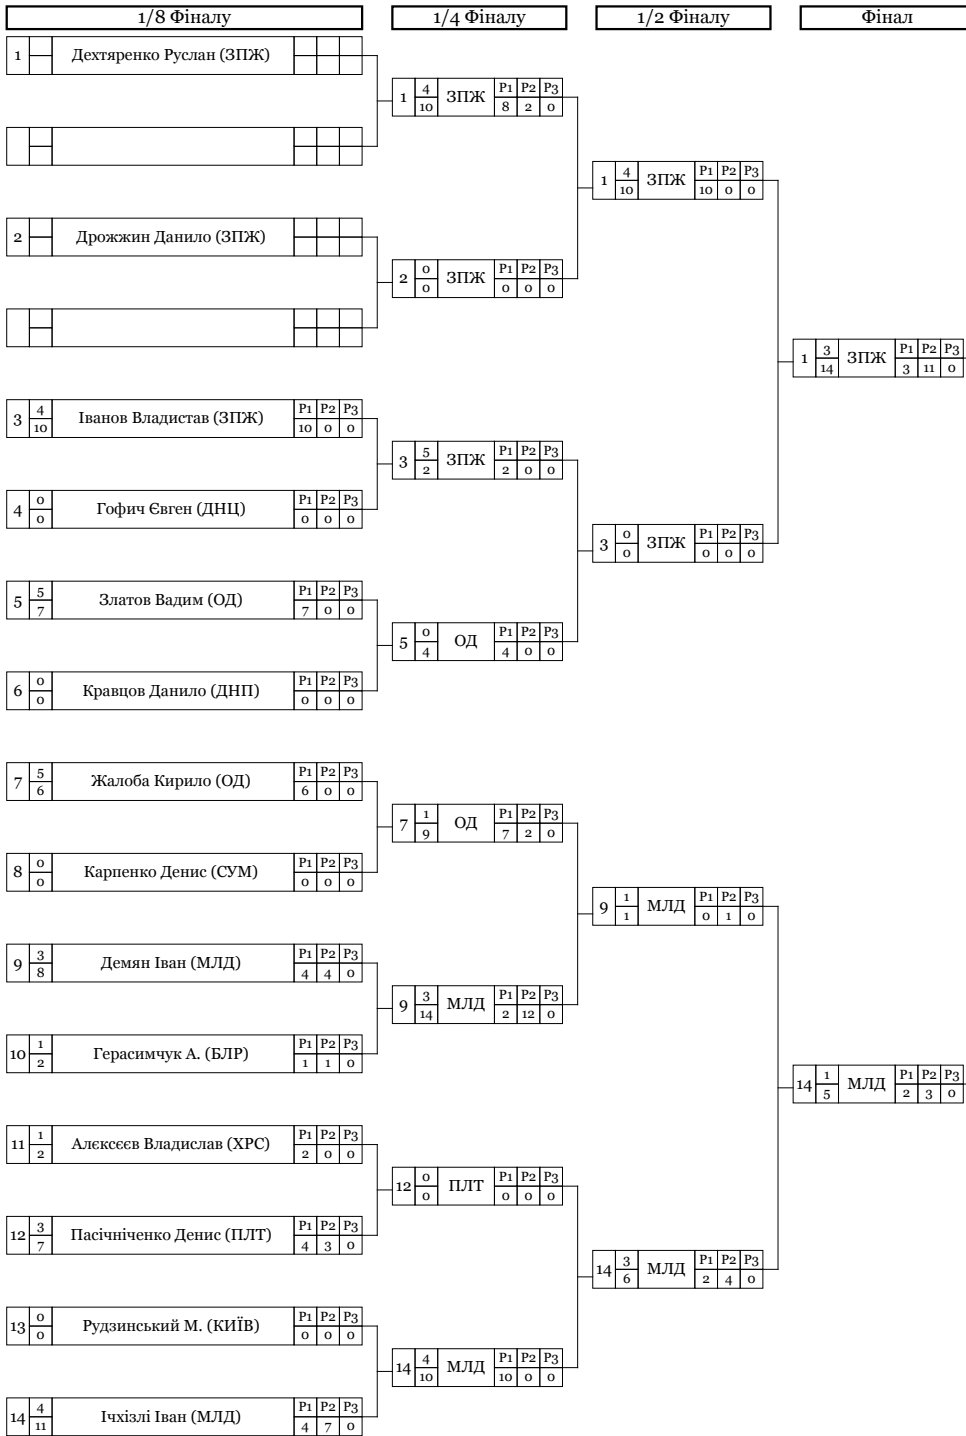 1/8 Фіналу 1/4 Фіналу 1/2 Фіналу Фінал
1 Дехтяренко Руслан (ЗПЖ)
1 4 10 ЗПЖ P1 P2 P3 8 2 0
1 4 10 ЗПЖ P1 P2 P3 10 0 0
2 Дрожжин Данило (ЗПЖ)
2 0 0 ЗПЖ P1 P2 P3 0 0 0
1 3 14 ЗПЖ P1 P2 P3 3 11 0
3 4 10 Іванов Владистав (ЗПЖ) P1 P2 P3 10 0 0
3 5 2 ЗПЖ P1 P2 P3 2 0 0
4 0 0 Гофич Євген (ДНЦ) P1 P2 P3 0 0 0
3 0 0 ЗПЖ P1 P2 P3 0 0 0
5 5 7 Златов Вадим (ОД) P1 P2 P3 7 0 0
5 0 4 ОД P1 P2 P3 4 0 0
6 0 0 Кравцов Данило (ДНП) P1 P2 P3 0 0 0
7 5 6 Жалоба Кирило (ОД) P1 P2 P3 6 0 0
7 1 9 ОД P1 P2 P3 7 2 0
8 0 0 Карпенко Денис (СУМ) P1 P2 P3 0 0 0
9 1 1 МЛД P1 P2 P3 0 1 0
9 3 8 Демян Іван (МЛД) P1 P2 P3 4 4 0
9 3 14 МЛД P1 P2 P3 2 12 0
10 1 2 Герасимчук А. (БЛР) P1 P2 P3 1 1 0
14 1 5 МЛД P1 P2 P3 2 3 0
11 1 2 Алєксєєв Владислав (ХРС) P1 P2 P3 2 0 0
12 0 0 ПЛТ P1 P2 P3 0 0 0
12 3 7 Пасічніченко Денис (ПЛТ) P1 P2 P3 4 3 0
14 3 6 МЛД P1 P2 P3 2 4 0
13 0 0 Рудзинський М. (КИЇВ) P1 P2 P3 0 0 0
14 4 10 МЛД P1 P2 P3 10 0 0
14 4 11 Ічхізлі Іван (МЛД) P1 P2 P3 4 7 0